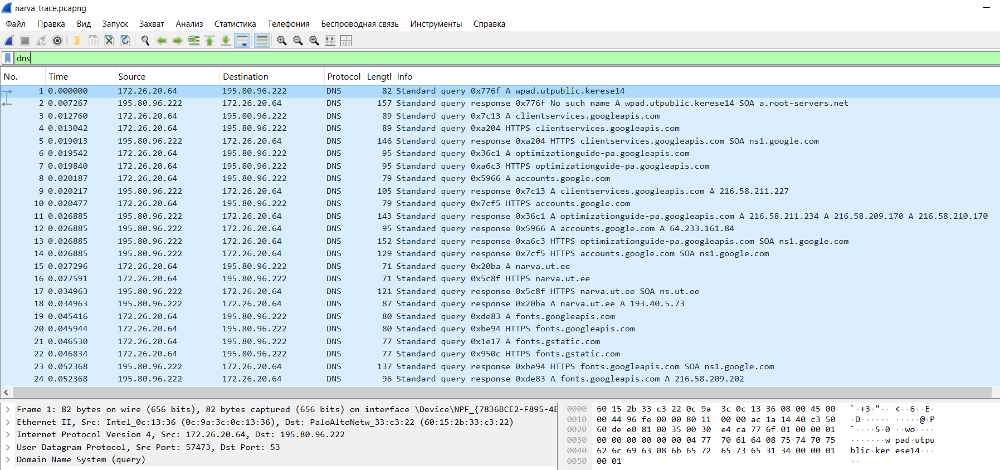 narva_trace.pcapng
Файл Правка Вид Запуск Захват Анализ Статистика Телефония Беспроводная связь Инструменты Справка
dns
No. Time Source Destination Protocol Length Info
1 0.000000 172.26.20.64 195.80.96.222 DNS 82 Standard query 0x776f A wpad.utpublic.kerese14
2 0.007267 195.80.96.222 172.26.20.64 DNS 157 Standard query response 0x776f No such name A wpad.utpublic.kerese14 SOA a.root-servers.net
3 0.012760 172.26.20.64 195.80.96.222 DNS 89 Standard query 0x7c13 A clientservices.googleapis.com
4 0.013042 172.26.20.64 195.80.96.222 DNS 89 Standard query 0xa204 HTTPS clientservices.googleapis.com
5 0.019013 195.80.96.222 172.26.20.64 DNS 146 Standard query response 0xa204 HTTPS clientservices.googleapis.com SOA ns1.google.com
6 0.019542 172.26.20.64 195.80.96.222 DNS 95 Standard query 0x36c1 A optimizationguide-pa.googleapis.com
7 0.019840 172.26.20.64 195.80.96.222 DNS 95 Standard query 0xa6c3 HTTPS optimizationguide-pa.googleapis.com
8 0.020187 172.26.20.64 195.80.96.222 DNS 79 Standard query 0x5966 A accounts.google.com
9 0.020217 195.80.96.222 172.26.20.64 DNS 105 Standard query response 0x7c13 A clientservices.googleapis.com A 216.58.211.227
10 0.020477 172.26.20.64 195.80.96.222 DNS 79 Standard query 0x7cf5 HTTPS accounts.google.com
11 0.026885 195.80.96.222 172.26.20.64 DNS 143 Standard query response 0x36c1 A optimizationguide-pa.googleapis.com A 216.58.211.234 A 216.58.209.170 A 216.58.210.170
12 0.026885 195.80.96.222 172.26.20.64 DNS 95 Standard query response 0x5966 A accounts.google.com A 64.233.161.84
13 0.026885 195.80.96.222 172.26.20.64 DNS 152 Standard query response 0xa6c3 HTTPS optimizationguide-pa.googleapis.com SOA ns1.google.com
14 0.026885 195.80.96.222 172.26.20.64 DNS 129 Standard query response 0x7cf5 HTTPS accounts.google.com SOA ns1.google.com
15 0.027296 172.26.20.64 195.80.96.222 DNS 71 Standard query 0x20ba A narva.ut.ee
16 0.027591 172.26.20.64 195.80.96.222 DNS 71 Standard query 0x5c8f HTTPS narva.ut.ee
17 0.034963 195.80.96.222 172.26.20.64 DNS 121 Standard query response 0x5c8f HTTPS narva.ut.ee SOA ns.ut.ee
18 0.034963 195.80.96.222 172.26.20.64 DNS 87 Standard query response 0x20ba A narva.ut.ee A 193.40.5.73
19 0.045416 172.26.20.64 195.80.96.222 DNS 80 Standard query 0xde83 A fonts.googleapis.com
20 0.045944 172.26.20.64 195.80.96.222 DNS 80 Standard query 0xbe94 HTTPS fonts.googleapis.com
21 0.046530 172.26.20.64 195.80.96.222 DNS 77 Standard query 0x1e17 A fonts.gstatic.com
22 0.046834 172.26.20.64 195.80.96.222 DNS 77 Standard query 0x950c HTTPS fonts.gstatic.com
23 0.052368 195.80.96.222 172.26.20.64 DNS 137 Standard query response 0xbe94 HTTPS fonts.googleapis.com SOA ns1.google.com
24 0.052368 195.80.96.222 172.26.20.64 DNS 96 Standard query response 0xde83 A fonts.googleapis.com A 216.58.209.202
Frame 1: 82 bytes on wire (656 bits), 82 bytes captured (656 bits) on interface \Device\NPF_{7836BCE2-F895-4E
Ethernet II, Src: Intel_0c:13:36 (0c:9a:3c:0c:13:36), Dst: PaloAltoNetw_33:c3:22 (60:15:2b:33:c3:22)
Internet Protocol Version 4, Src: 172.26.20.64, Dst: 195.80.96.222
User Datagram Protocol, Src Port: 57473, Dst Port: 53
Domain Name System (query)
0000 60 15 2b 33 c3 22 0c 9a 3c 0c 13 36 08 00 45 00 `·+3·"·· <··6··E·
0010 00 44 96 fe 00 00 80 11 00 00 ac 1a 14 40 c3 50 ·D······ ·····@·P
0020 60 de e0 81 00 35 00 30 e4 ca 77 6f 01 00 00 01 `····5·0 ··wo····
0030 00 00 00 00 00 00 04 77 70 61 64 08 75 74 70 75 ·······w pad·utpu
0040 62 6c 69 63 08 6b 65 72 65 73 65 31 34 00 00 01 blic·ker ese14···
0050 00 01 ··